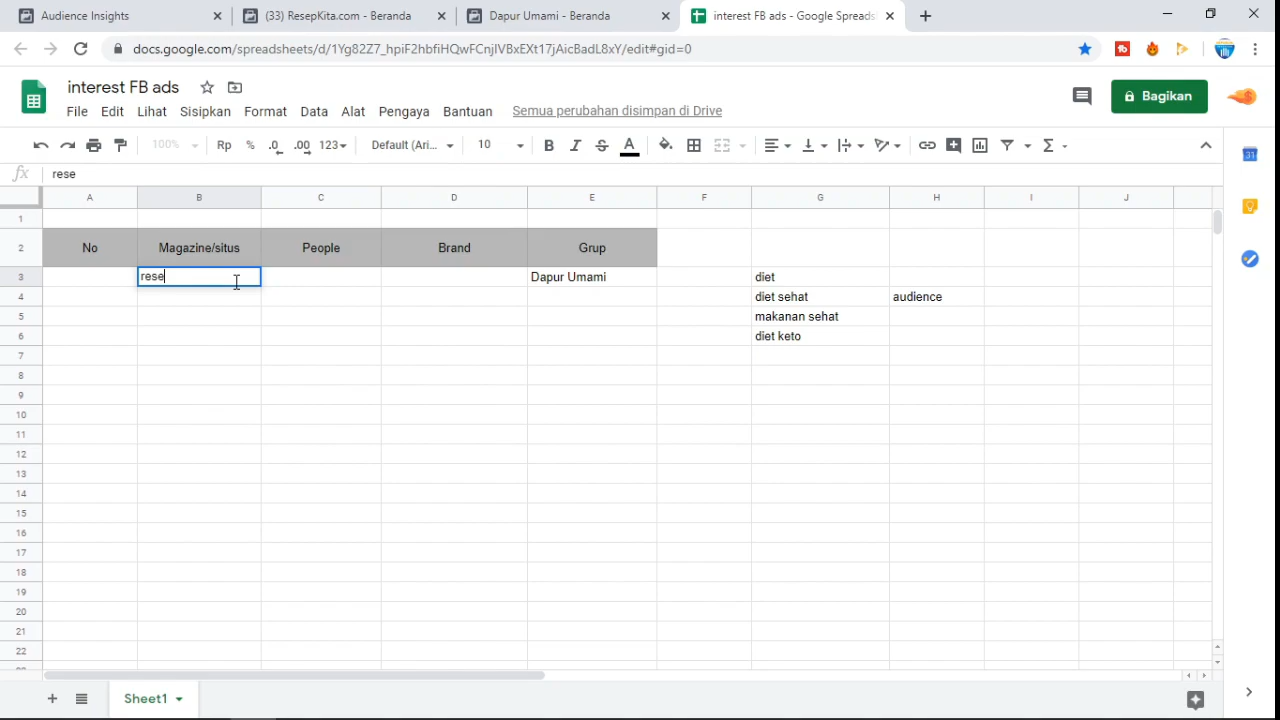 Audience Insights
(33) ResepKita.com - Beranda
Dapur Umami - Beranda
interest FB ads - Google Spreads
docs.google.com/spreadsheets/d/1Yg82Z7_hpiF2hbfiHQwFCnjlVBxEXt17jAicBadL8xY/edit#gid=0
interest FB ads
File Edit Lihat Sisipkan Format Data Alat Pengaya Bantuan Semua perubahan disimpan di Drive
Bagikan
100% Rp % .0 .00 123 Default (Ari... 10 B I S A
fx rese
A B C D E F G H I J
1
2 No Magazine/situs People Brand Grup
3 rese Dapur Umami diet
4 diet sehat audience
5 makanan sehat
6 diet keto
7
8
9
10
11
12
13
14
15
16
17
18
19
20
21
22
Sheet1